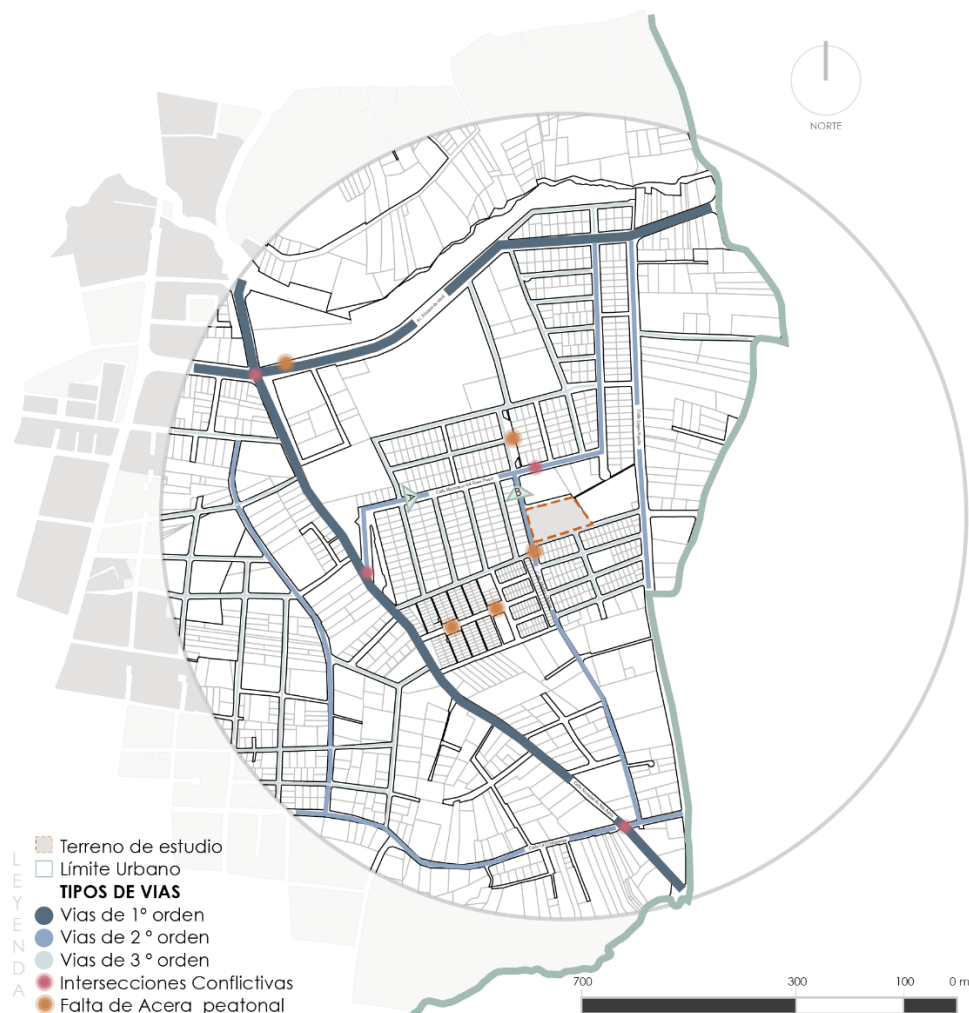 NORTE
A
B
LEYENDA
Terreno de estudio
Límite Urbano
TIPOS DE VIAS
Vias de 1º orden
Vias de 2 º orden
Vias de 3 º orden
Intersecciones Conflictivas
Falta de Acera peatonal
700 300 100 0 m